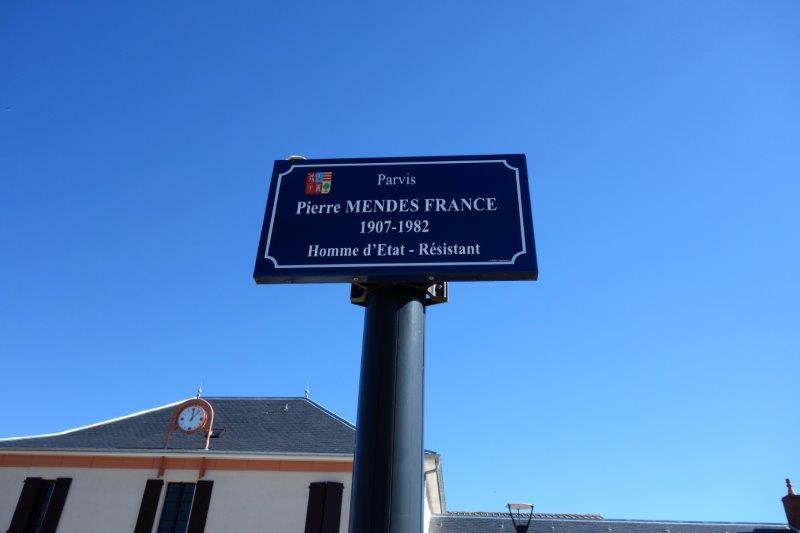 Parvis
Pierre MENDES FRANCE
1907-1982
Homme d'Etat - Résistant